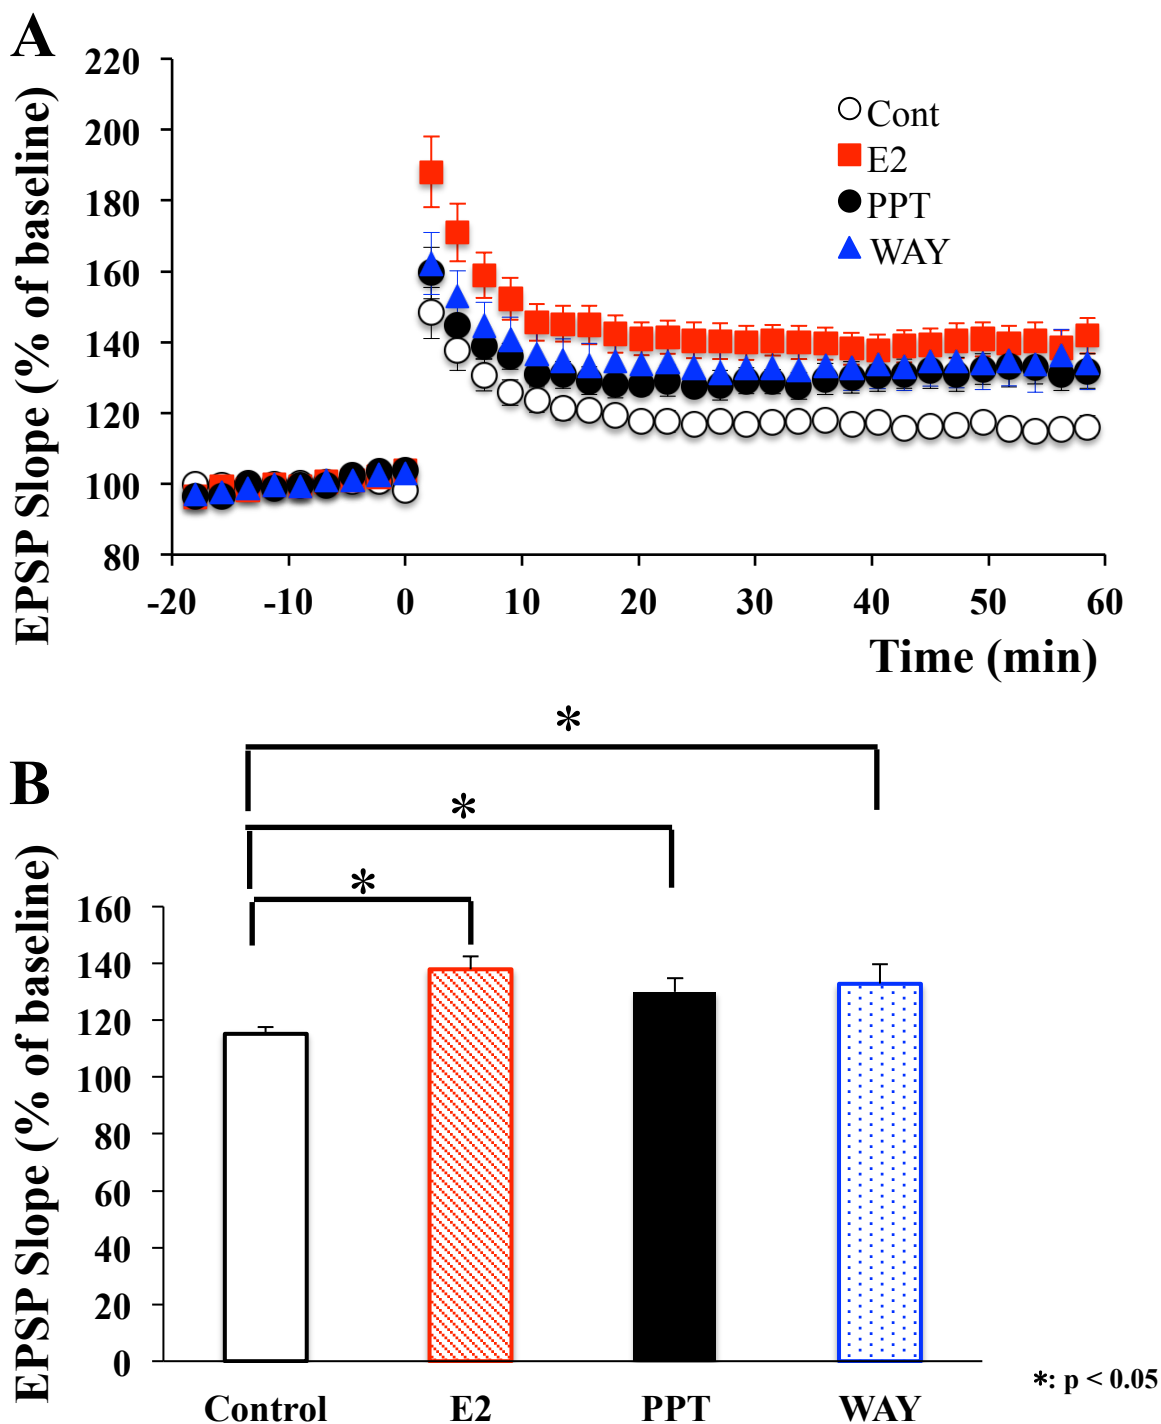 A
EPSP Slope (% of baseline)
220
200
180
160
140
120
100
80
-20 -10 0 10 20 30 40 50 60
Time (min)
Cont
E2
PPT
WAY
B
EPSP Slope (% of baseline)
*
*
*
160
140
120
100
80
60
40
20
0
Control E2 PPT WAY
*: p < 0.05